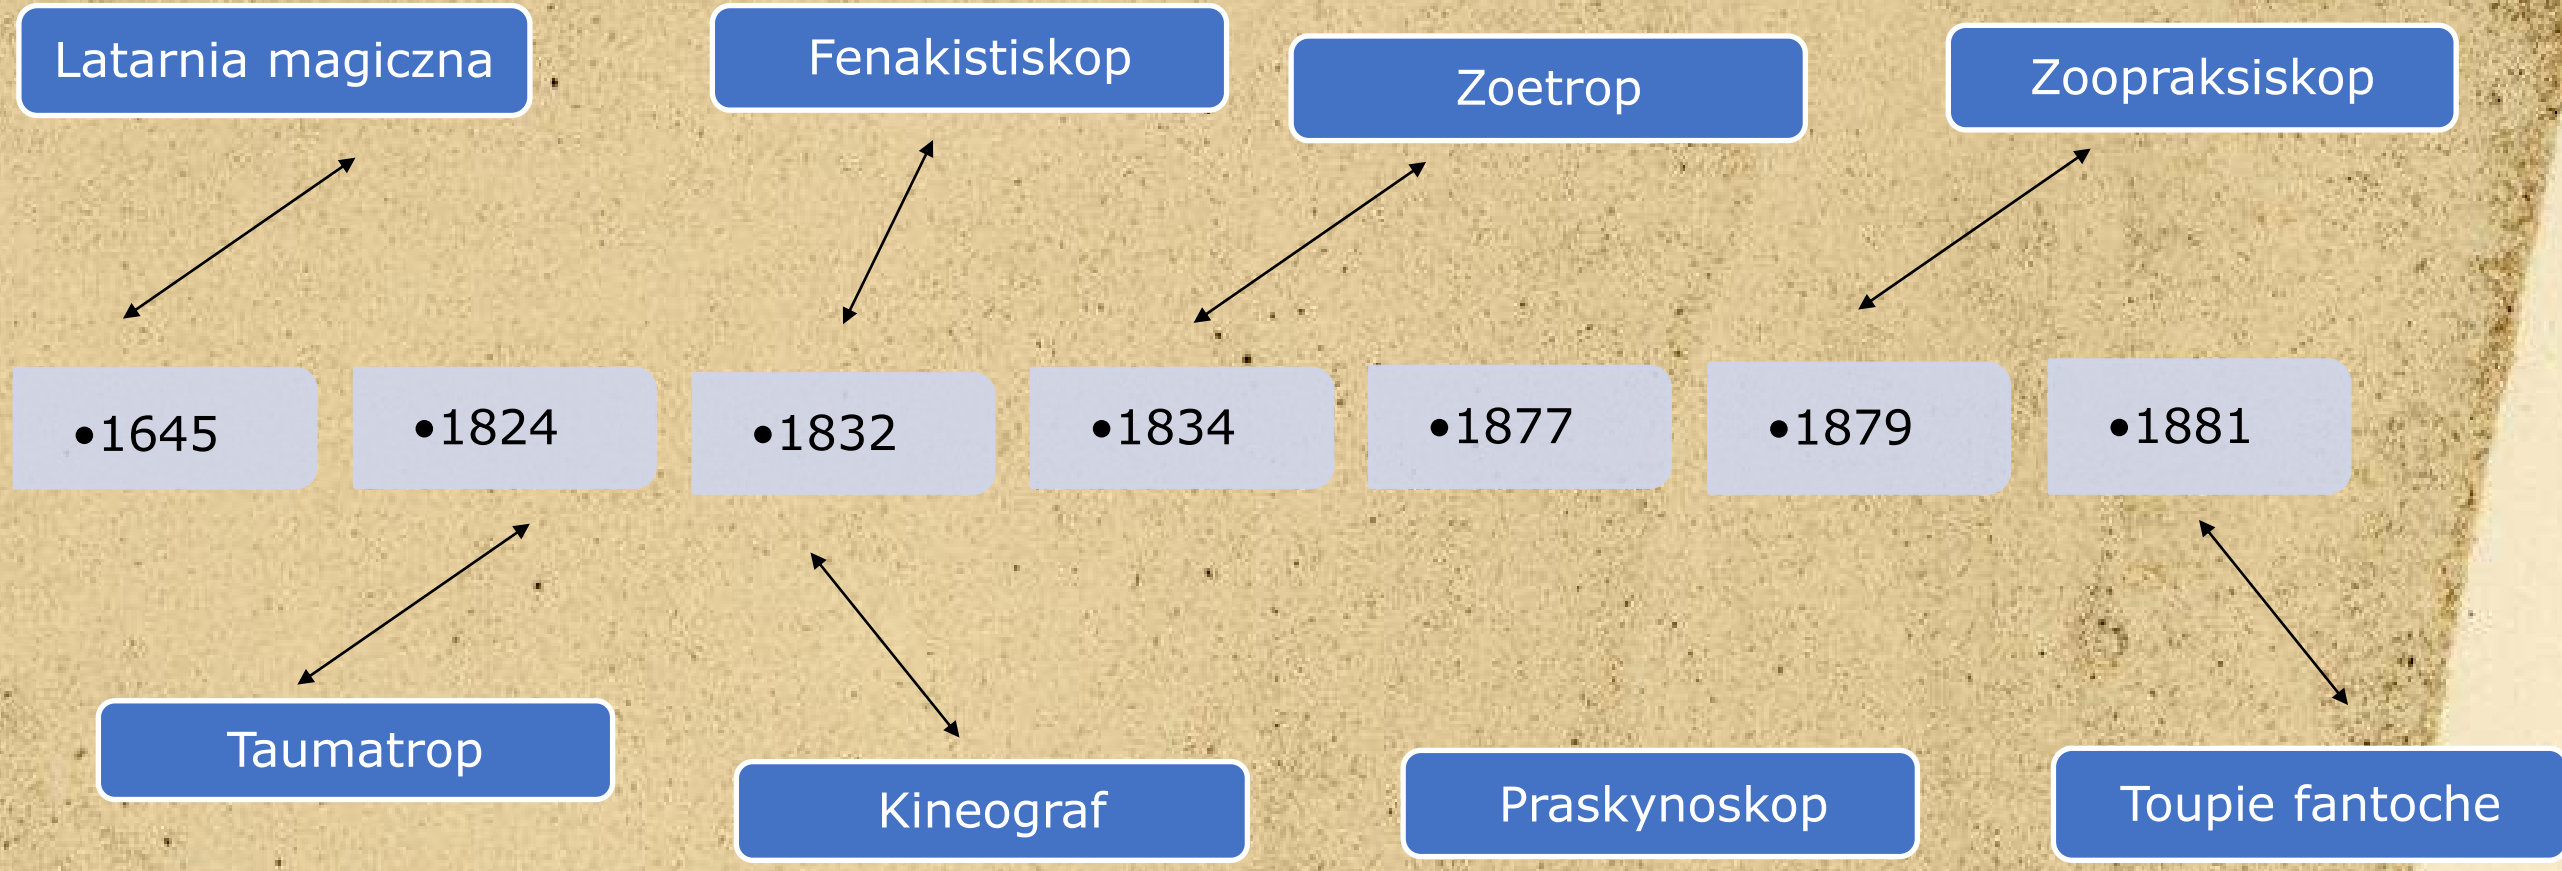 Latarnia magiczna
Fenakistiskop
Zoetrop
Zoopraksiskop
•1645
•1824
•1832
•1834
•1877
•1879
•1881
Taumatrop
Kineograf
Praskynoskop
Toupie fantoche